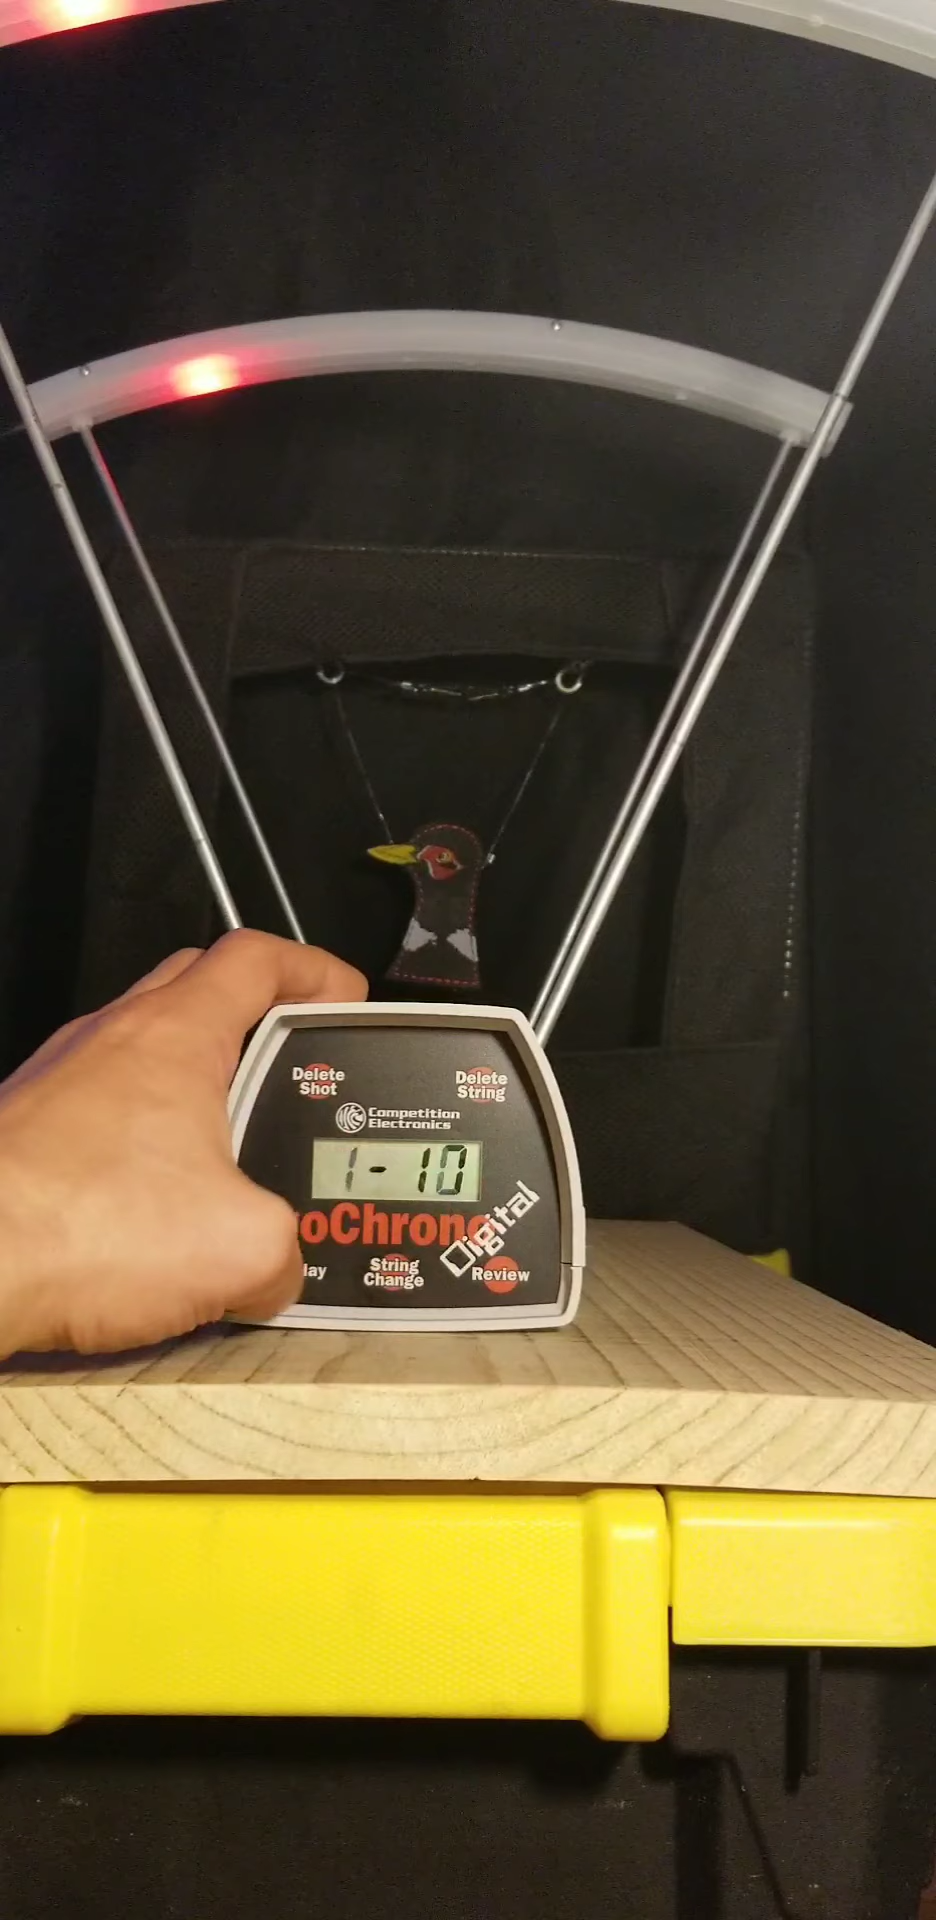 Delete
Shot
Delete
String
Competition
Electronics
1-10
oChrono
Digital
lay
String
Change
Review